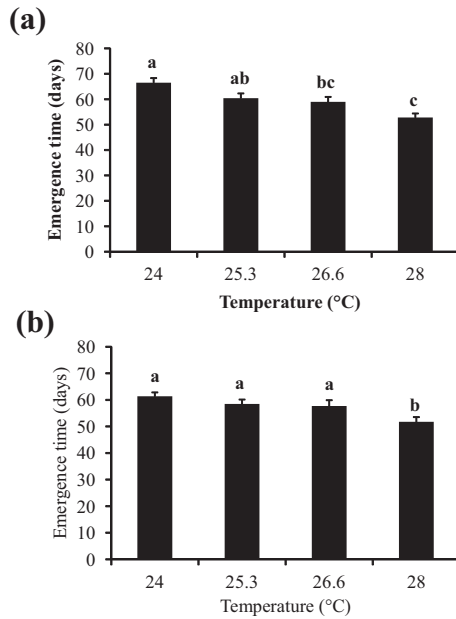 (a)
Emergence time (days)
80
70
60
50
40
30
20
10
0
a
ab
bc
c
24 25.3 26.6 28
Temperature (°C)
(b)
Emergence time (days)
80
70
60
50
40
30
20
10
0
a
a
a
b
24 25.3 26.6 28
Temperature (°C)